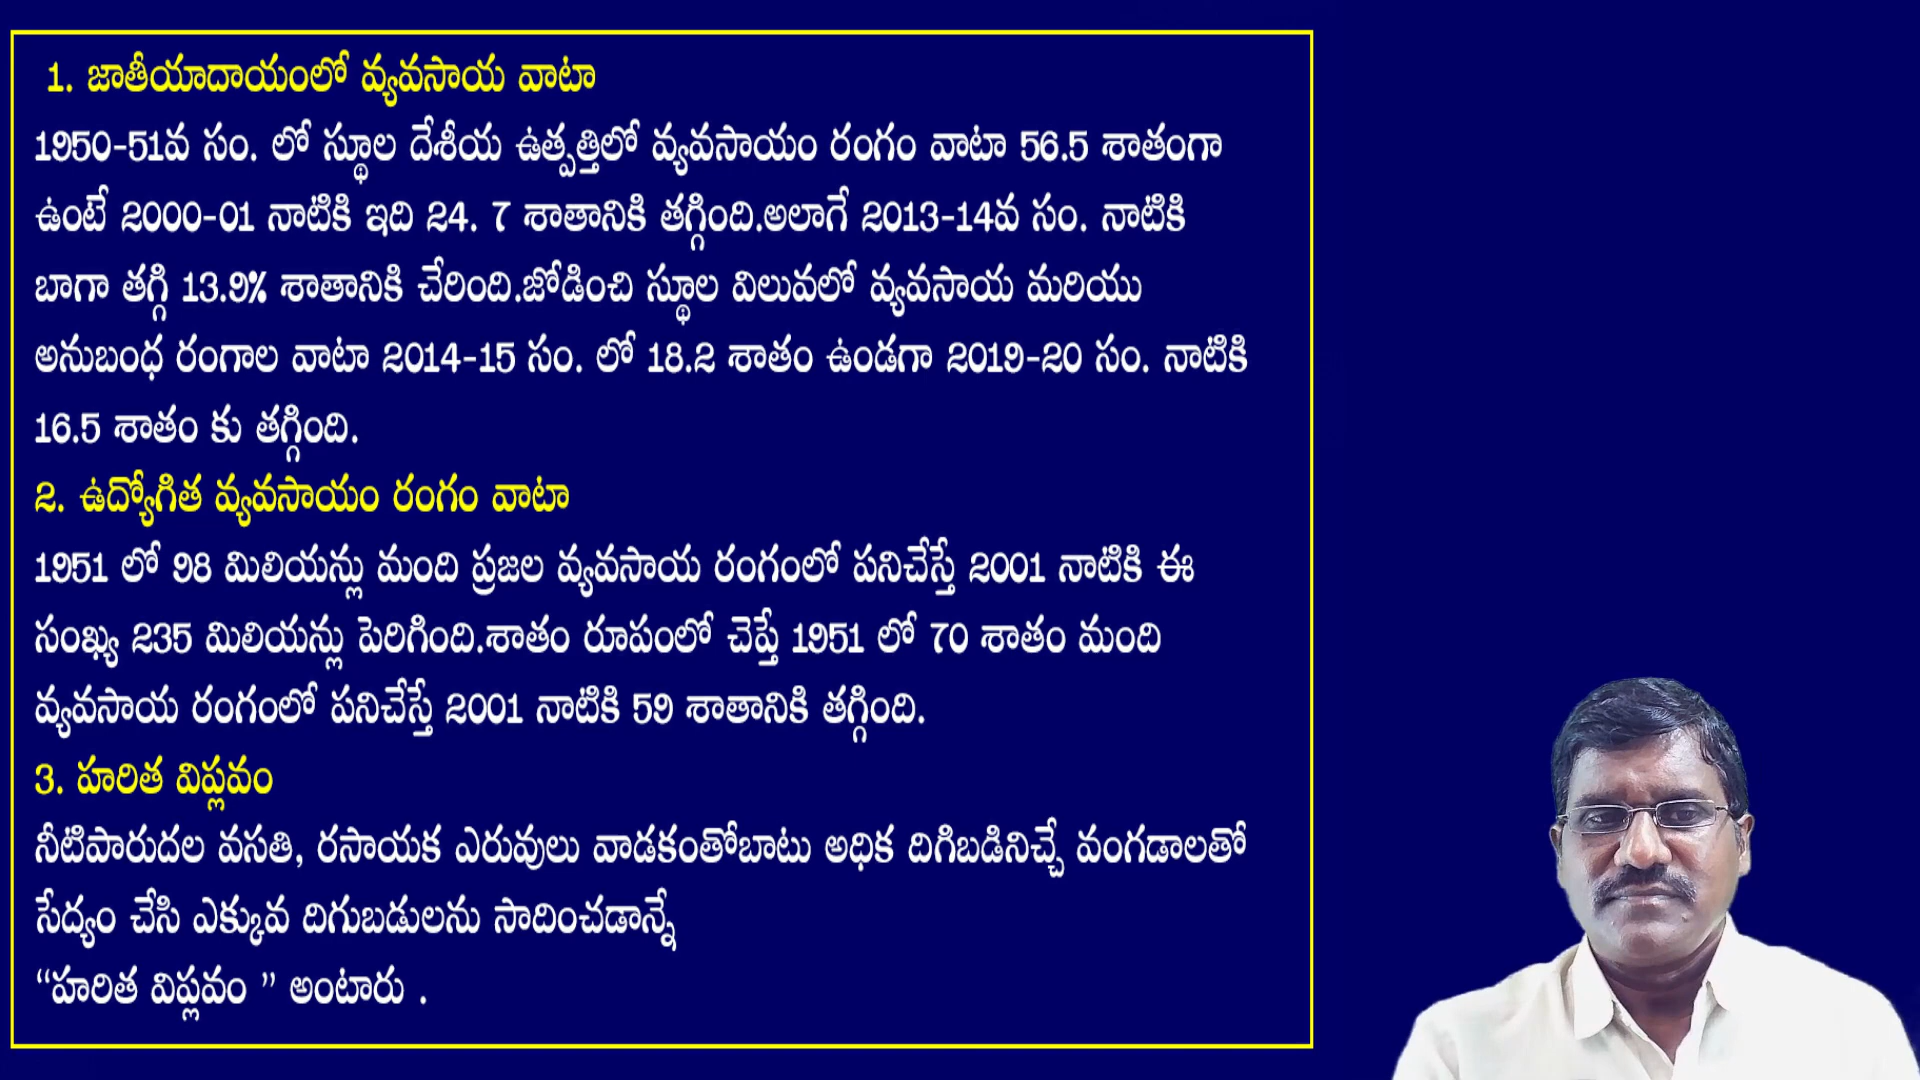 1. జాతీయాదాయంలో వ్యవసాయ వాటా
1950-51వ సం. లో స్థూల దేశీయ ఉత్పత్తిలో వ్యవసాయం రంగం వాటా 56.5 శాతంగా
ఉంటే 2000-01 నాటికి ఇది 24. 7 శాతానికి తగ్గింది.అలాగే 2013-14వ సం. నాటికి
బాగా తగ్గి 13.9% శాతానికి చేరింది.జోడించి స్థూల విలువలో వ్యవసాయ మరియు
అనుబంధ రంగాల వాటా 2014-15 సం. లో 18.2 శాతం ఉండగా 2019-20 సం. నాటికి
16.5 శాతం కు తగ్గింది.
2. ఉద్యోగిత వ్యవసాయం రంగం వాటా
1951 లో 98 మిలియన్లు మంది ప్రజల వ్యవసాయ రంగంలో పనిచేస్తే 2001 నాటికి ఈ
సంఖ్య 235 మిలియన్లు పెరిగింది.శాతం రూపంలో చెప్తే 1951 లో 70 శాతం మంది
వ్యవసాయ రంగంలో పనిచేస్తే 2001 నాటికి 59 శాతానికి తగ్గింది.
3. హరిత విప్లవం
నీటిపారుదల వసతి, రసాయక ఎరువులు వాడకంతోబాటు అధిక దిగిబడినిచ్చే వంగడాలతో
సేద్యం చేసి ఎక్కువ దిగుబడులను సాదించడాన్నే
“హరిత విప్లవం ” అంటారు .